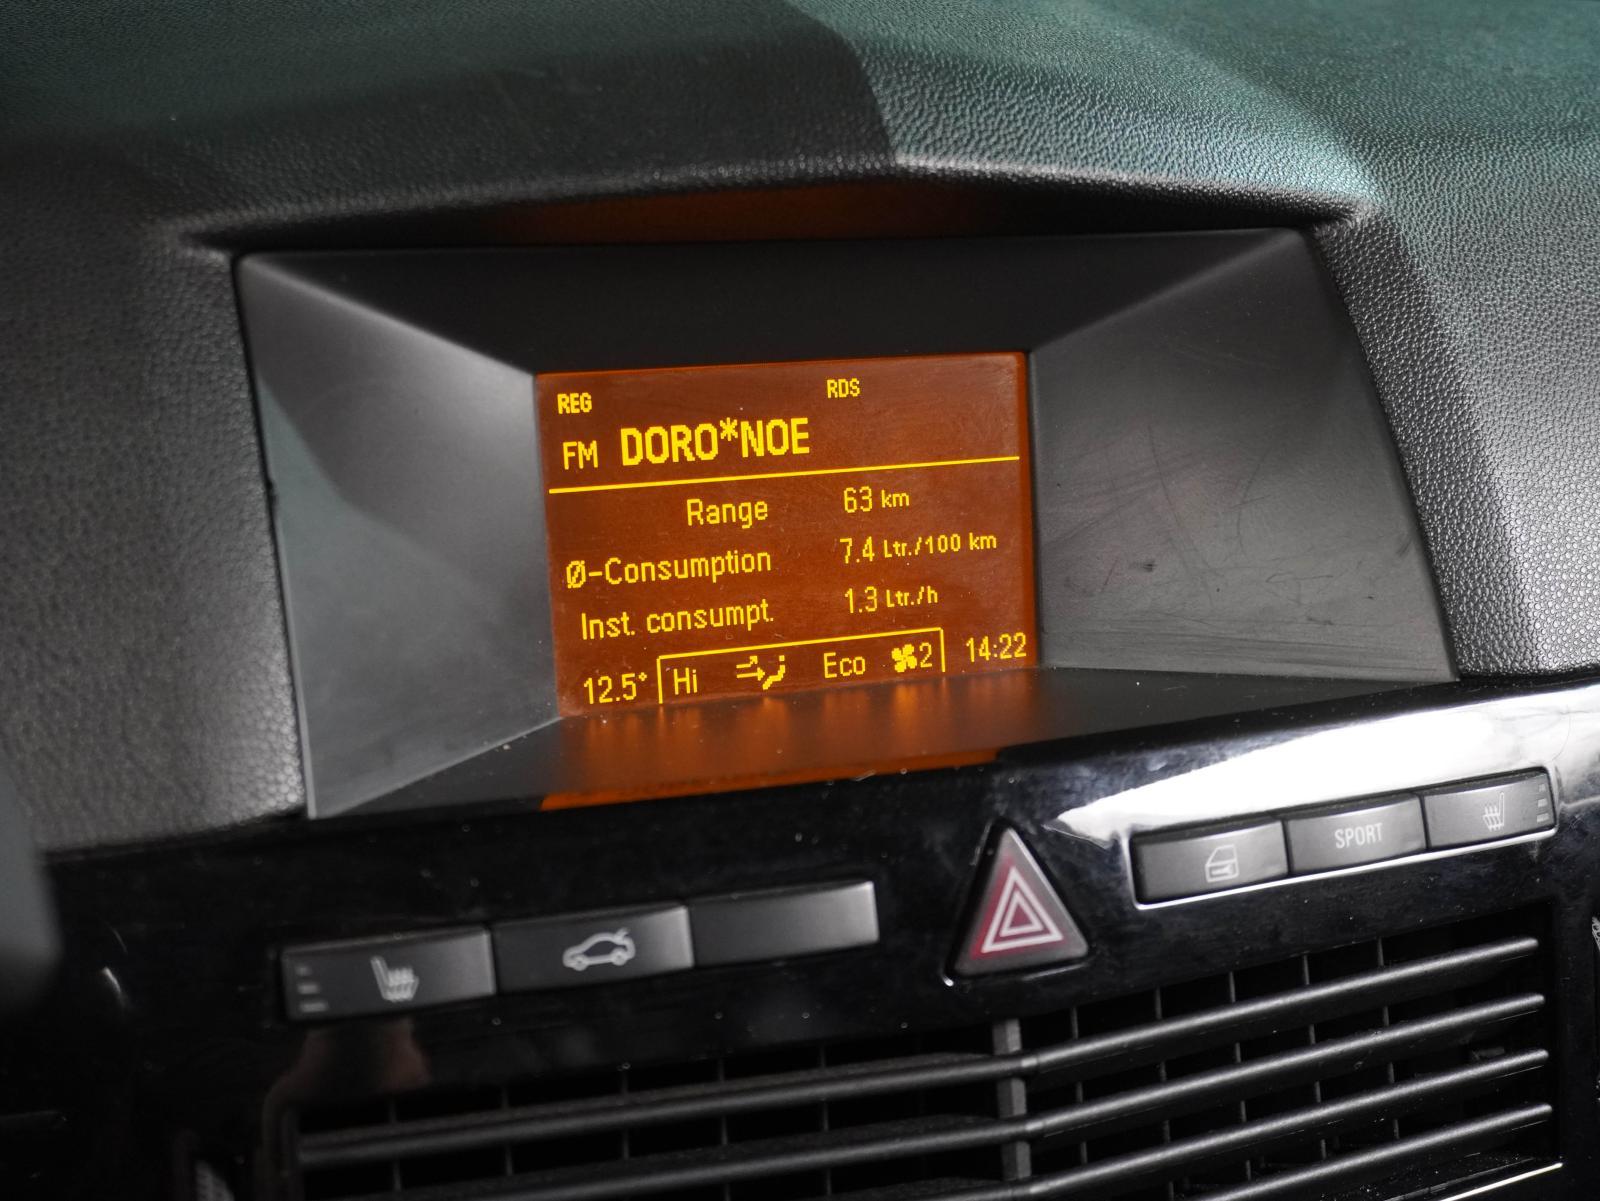 REG RDS
FM DORO*NOE
Range 63 km
Ø-Consumption 7.4 Ltr./100 km
Inst. consumpt. 1.3 Ltr./h
12.5° Hi Eco 2 14:22
SPORT